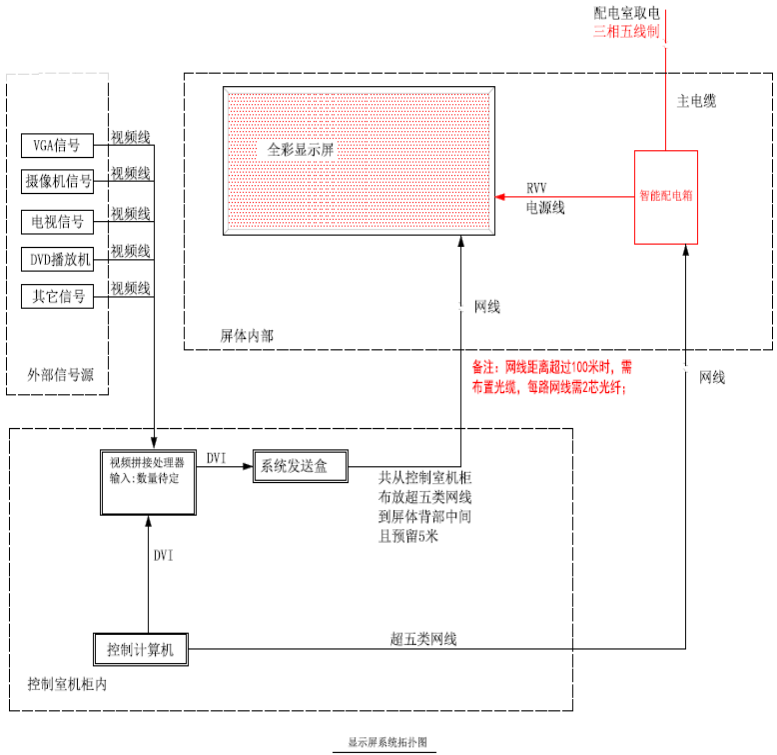 配电室取电
三相五线制
主电缆
全彩显示屏
RVV
电源线
智能配电箱
网线
屏体内部
VGA信号
视频线
摄像机信号
视频线
电视信号
视频线
DVD播放机
视频线
其它信号
视频线
外部信号源
备注：网线距离超过100米时，需
布置光缆，每路网线需2芯光纤；
网线
视频拼接处理器
输入:数量待定
DVI
系统发送盒
共从控制室机柜
布放超五类网线
到屏体背部中间
且预留5米
DVI
控制计算机
超五类网线
控制室机柜内
显示屏系统拓扑图